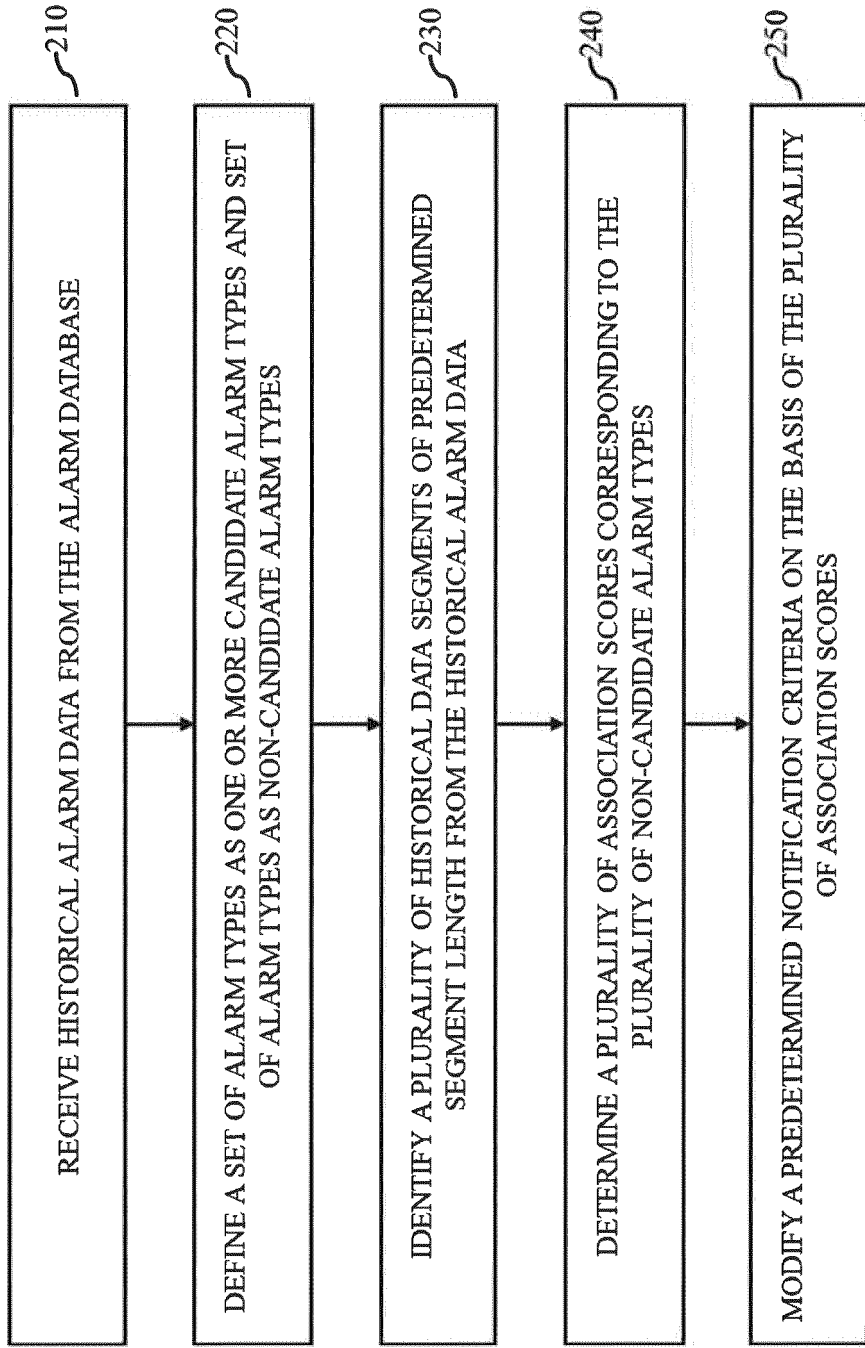 RECEIVE HISTORICAL ALARM DATA FROM THE ALARM DATABASE
210
DEFINE A SET OF ALARM TYPES AS ONE OR MORE CANDIDATE ALARM TYPES AND SET
OF ALARM TYPES AS NON-CANDIDATE ALARM TYPES
220
IDENTIFY A PLURALITY OF HISTORICAL DATA SEGMENTS OF PREDETERMINED
SEGMENT LENGTH FROM THE HISTORICAL ALARM DATA
230
DETERMINE A PLURALITY OF ASSOCIATION SCORES CORRESPONDING TO THE
PLURALITY OF NON-CANDIDATE ALARM TYPES
240
MODIFY A PREDETERMINED NOTIFICATION CRITERIA ON THE BASIS OF THE PLURALITY
OF ASSOCIATION SCORES
250